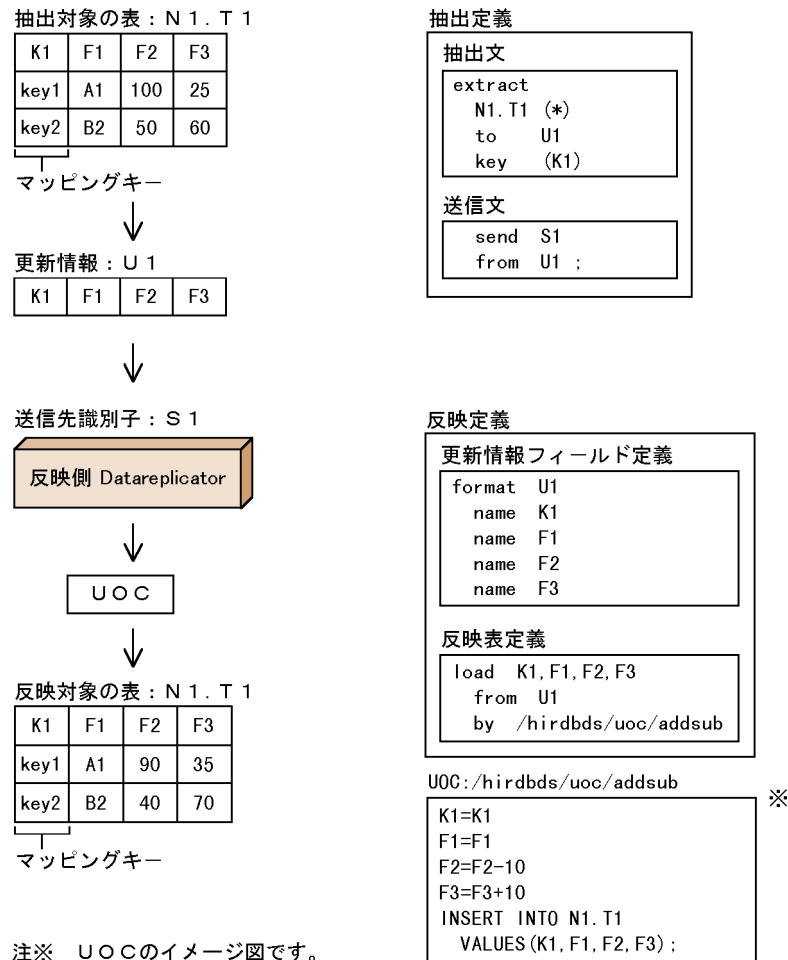 抽出対象の表：Ｎ１．Ｔ１
K1 F1 F2 F3
key1 A1 100 25
key2 B2 50 60
マッピングキー
更新情報：Ｕ１
K1 F1 F2 F3
送信先識別子：Ｓ１
反映側 Datareplicator
ＵＯＣ
反映対象の表：Ｎ１．Ｔ１
K1 F1 F2 F3
key1 A1 90 35
key2 B2 40 70
マッピングキー
注※　ＵＯＣのイメージ図です。
抽出定義
抽出文
extract
N1.T1 (*)
to U1
key (K1)
送信文
send S1
from U1 ;
反映定義
更新情報フィールド定義
format U1
name K1
name F1
name F2
name F3
反映表定義
load K1,F1,F2,F3
from U1
by /hirdbds/uoc/addsub
UOC:/hirdbds/uoc/addsub
※
K1=K1
F1=F1
F2=F2-10
F3=F3+10
INSERT INTO N1.T1
VALUES(K1,F1,F2,F3);